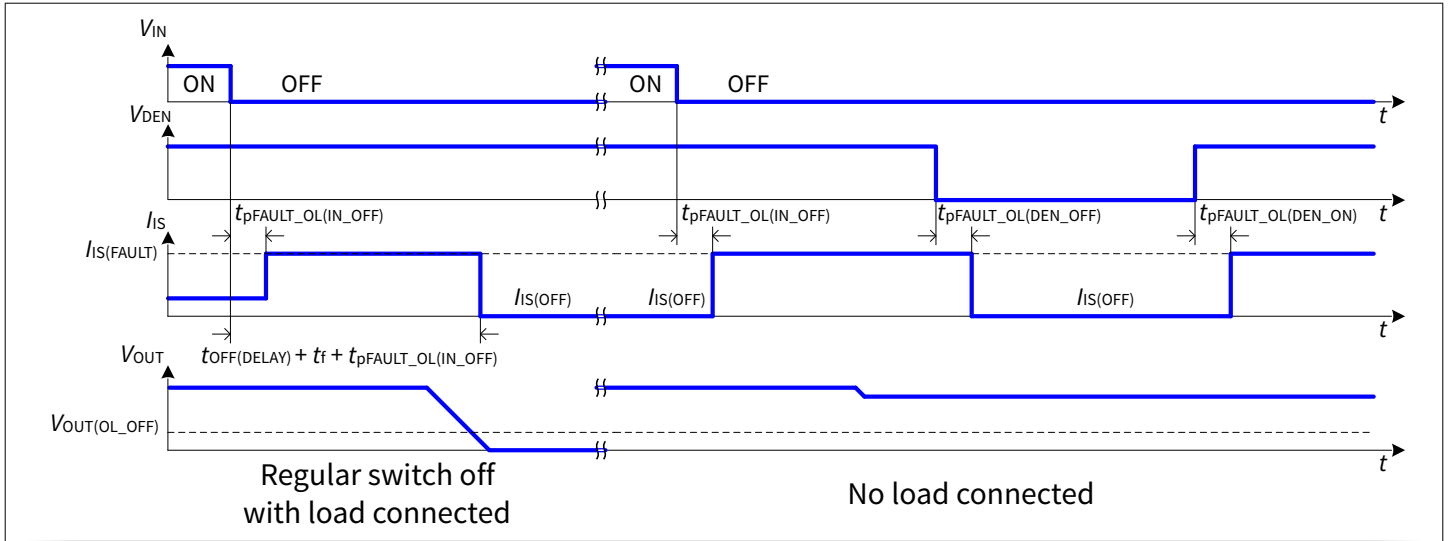 VIN
ON OFF ON OFF
t
VDEN
t
tpFAULT_OL(IN_OFF) tpFAULT_OL(IN_OFF) tpFAULT_OL(DEN_OFF) tpFAULT_OL(DEN_ON)
IIS
IIS(FAULT)
IIS(OFF) IIS(OFF) IIS(OFF)
t
VOUT tOFF(DELAY) + tf + tpFAULT_OL(IN_OFF)
VOUT(OL_OFF)
t
Regular switch off
with load connected
No load connected